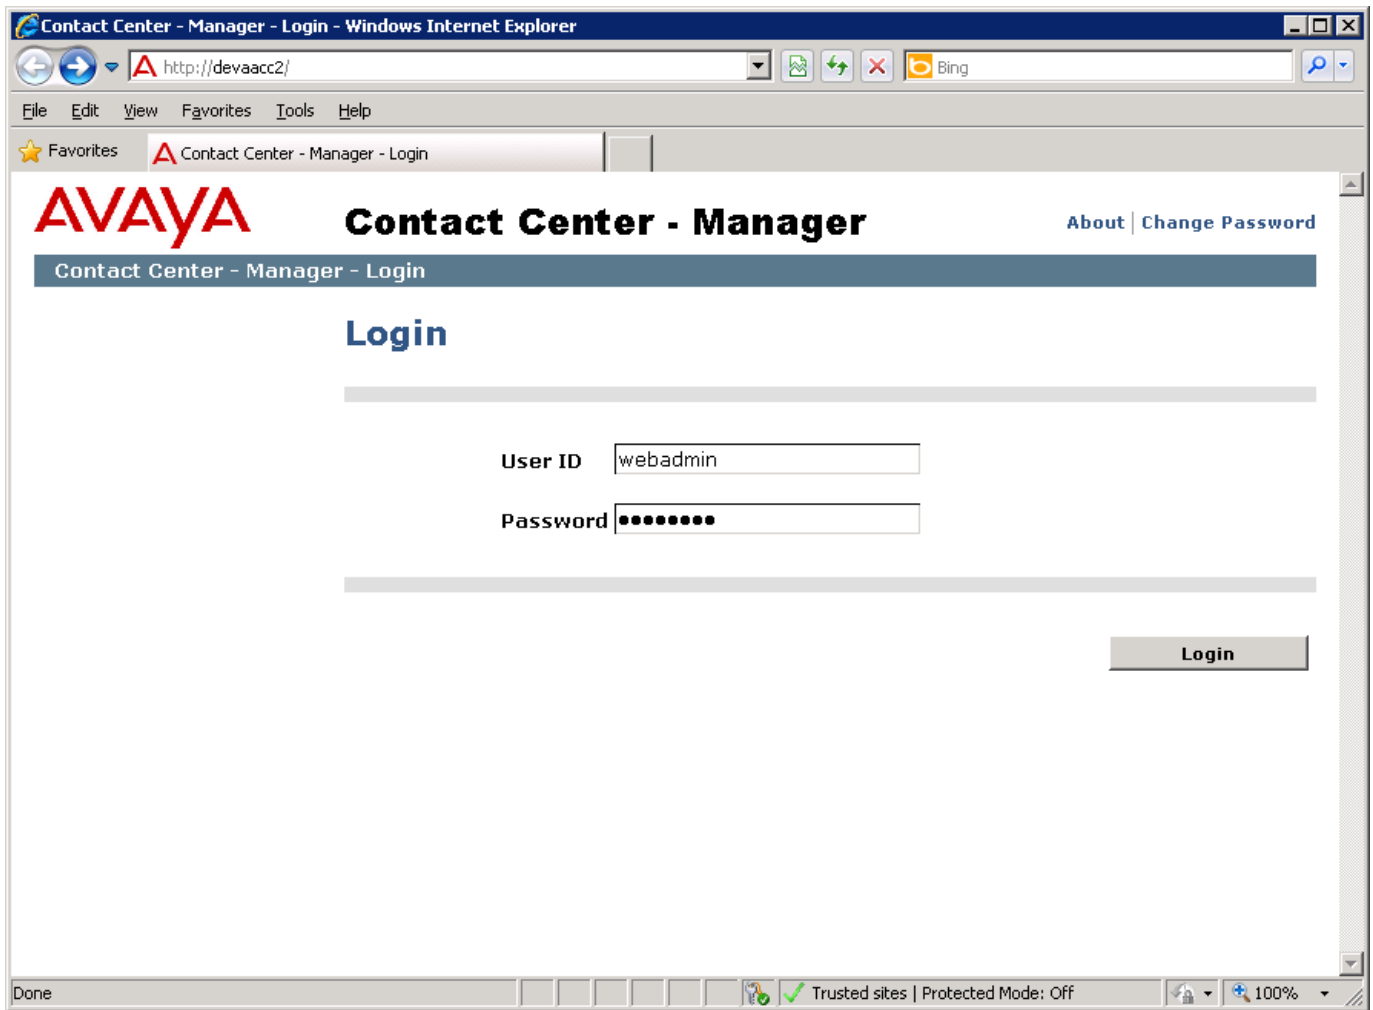 Contact Center - Manager - Login - Windows Internet Explorer
http://devaacc2/
Bing
File Edit View Favorites Tools Help
Favorites
Contact Center - Manager - Login
AVAYA
Contact Center - Manager
About | Change Password
Contact Center - Manager - Login
Login
User ID webadmin
Password ••••••••
Login
Done
Trusted sites | Protected Mode: Off
100%